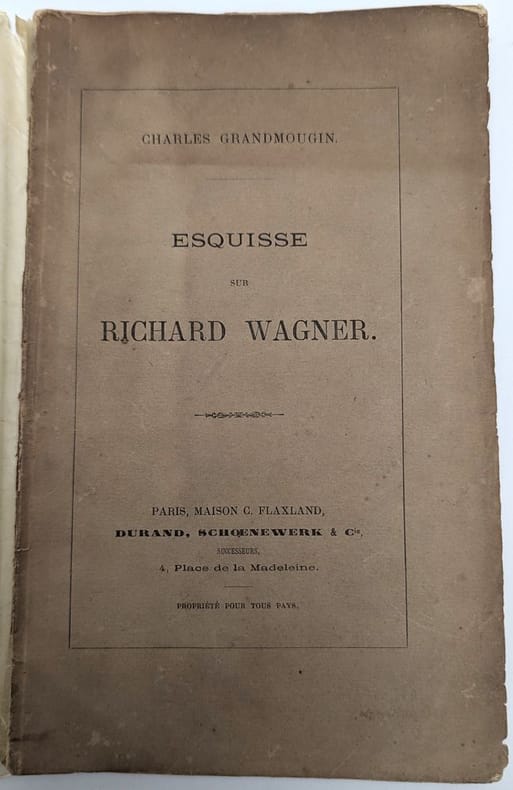 CHARLES GRANDMOUGIN.
ESQUISSE
SUR
RICHARD WAGNER.
PARIS, MAISON C. FLAXLAND,
DURAND, SCHŒNEWERK & Cie,
SUCCESSEURS,
4, Place de la Madeleine.
PROPRIÉTÉ POUR TOUS PAYS.